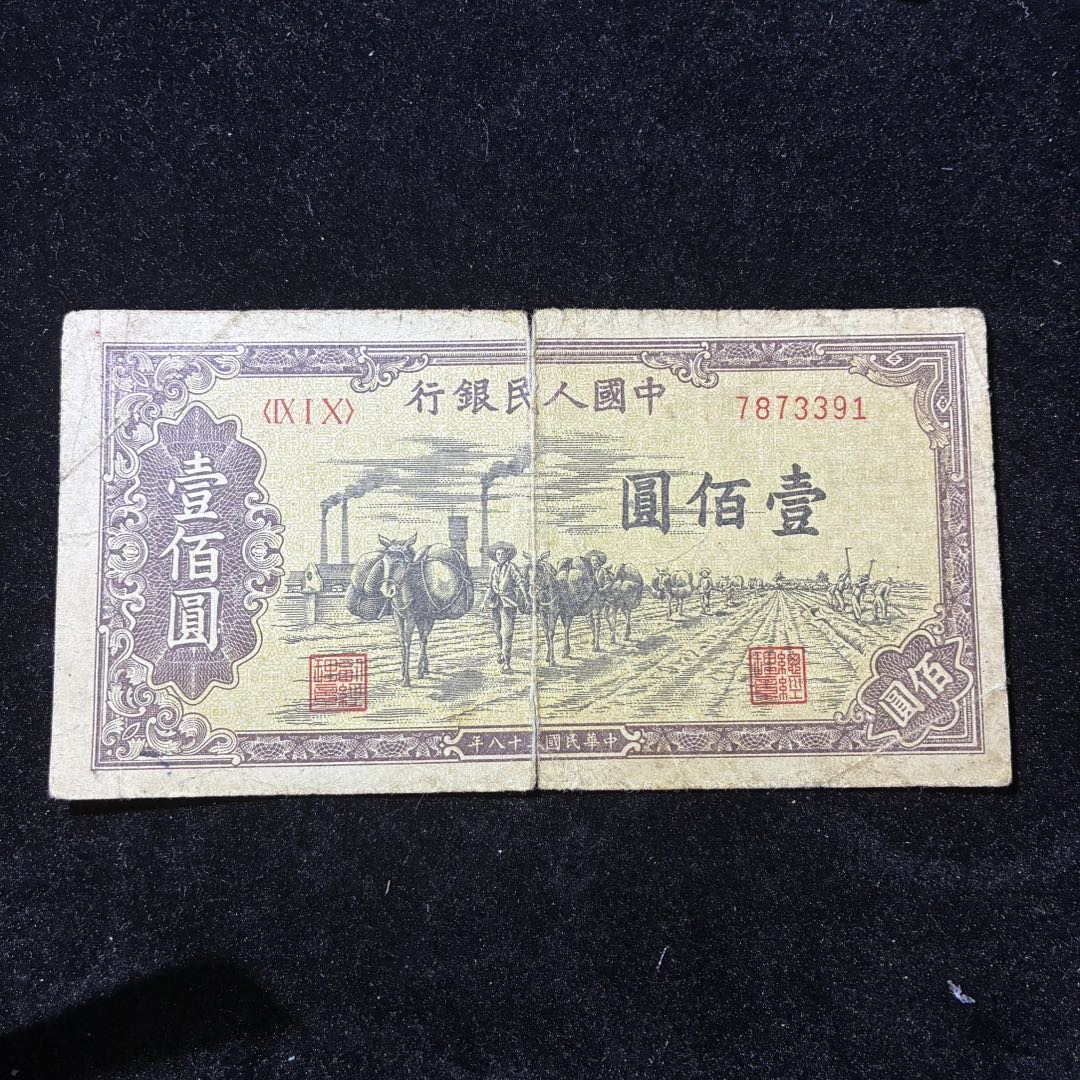 行銀民人國中
〈IX I X〉
7873391
壹佰圓
圓佰壹
佰圓
年八十三國民華中